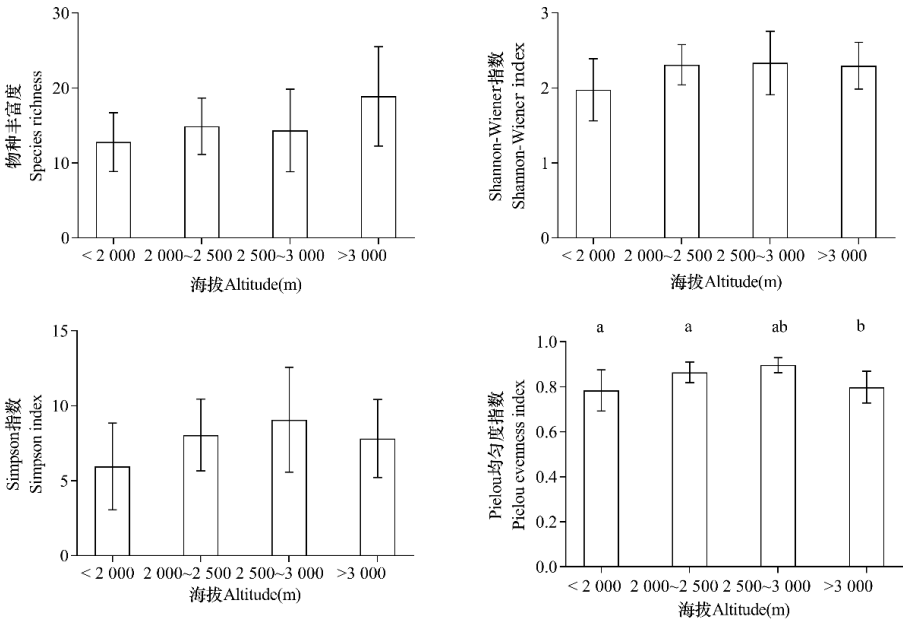 30
20
10
0
物种丰富度
Species richness
< 2 000 2 000~2 500 2 500~3 000 >3 000
海拔Altitude(m)
3
2
1
0
Shannon-Wiener指数
Shannon-Wiener index
< 2 000 2 000~2 500 2 500~3 000 >3 000
海拔Altitude(m)
15
10
5
0
Simpson指数
Simpson index
< 2 000 2 000~2 500 2 500~3 000 >3 000
海拔Altitude(m)
a a ab b
1.0
0.8
0.6
0.4
0.2
0.0
Pielou均匀度指数
Pielou evenness index
< 2 000 2 000~2 500 2 500~3 000 >3 000
海拔Altitude(m)